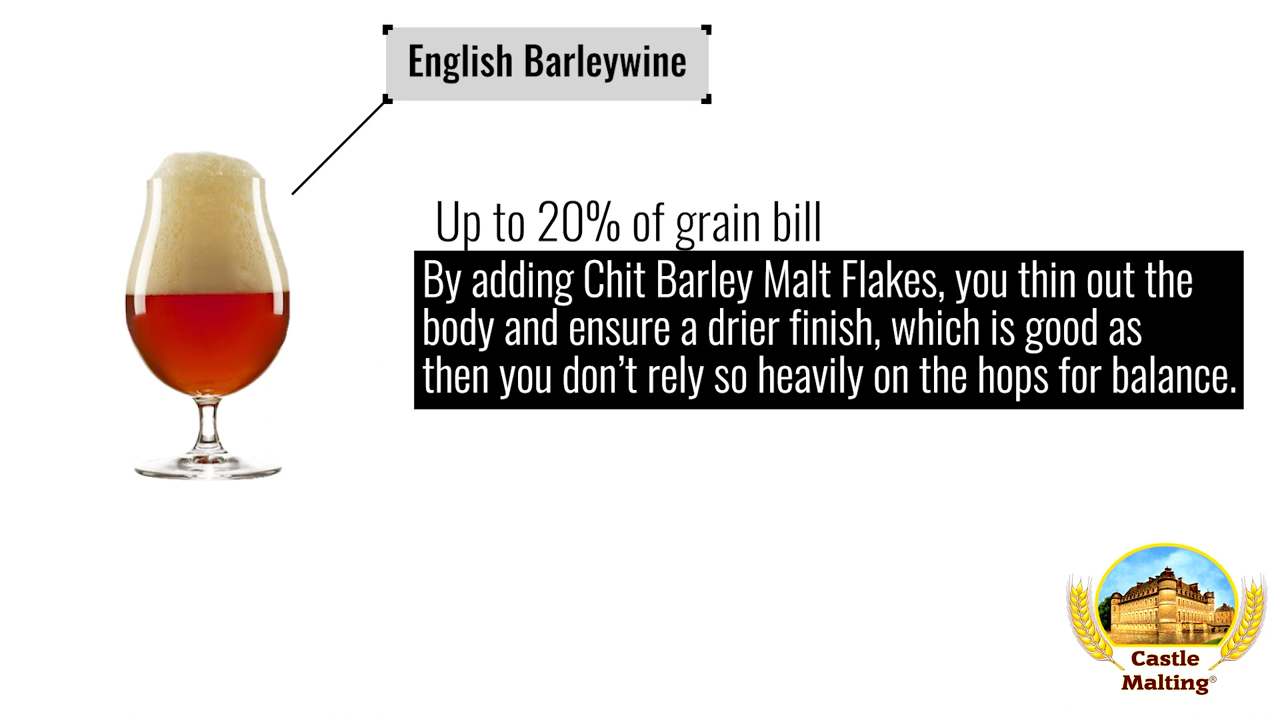 English Barleywine
Up to 20% of grain bill
By adding Chit Barley Malt Flakes, you thin out the
body and ensure a drier finish, which is good as
then you don’t rely so heavily on the hops for balance.
Castle
Malting®